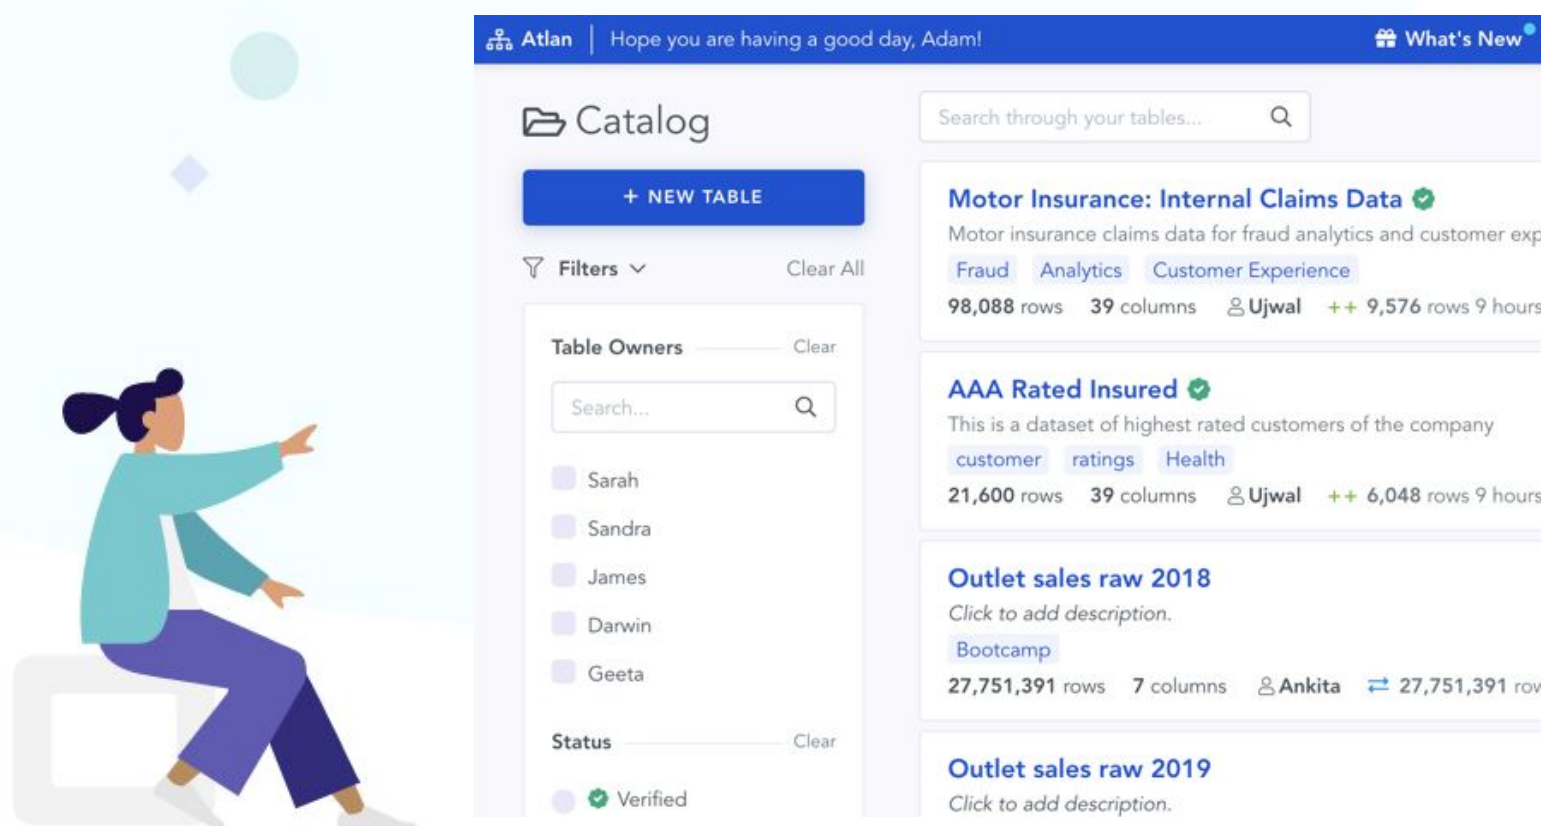 Atlan | Hope you are having a good day, Adam!
What's New
Catalog
+ NEW TABLE
Filters
Clear All
Table Owners
Clear
Search...
Sarah
Sandra
James
Darwin
Geeta
Status
Clear
Verified
Search through your tables...
Motor Insurance: Internal Claims Data
Motor insurance claims data for fraud analytics and customer exp
Fraud Analytics Customer Experience
98,088 rows 39 columns Ujwal ++ 9,576 rows 9 hours
AAA Rated Insured
This is a dataset of highest rated customers of the company
customer ratings Health
21,600 rows 39 columns Ujwal ++ 6,048 rows 9 hours
Outlet sales raw 2018
Click to add description.
Bootcamp
27,751,391 rows 7 columns Ankita 27,751,391 row
Outlet sales raw 2019
Click to add description.